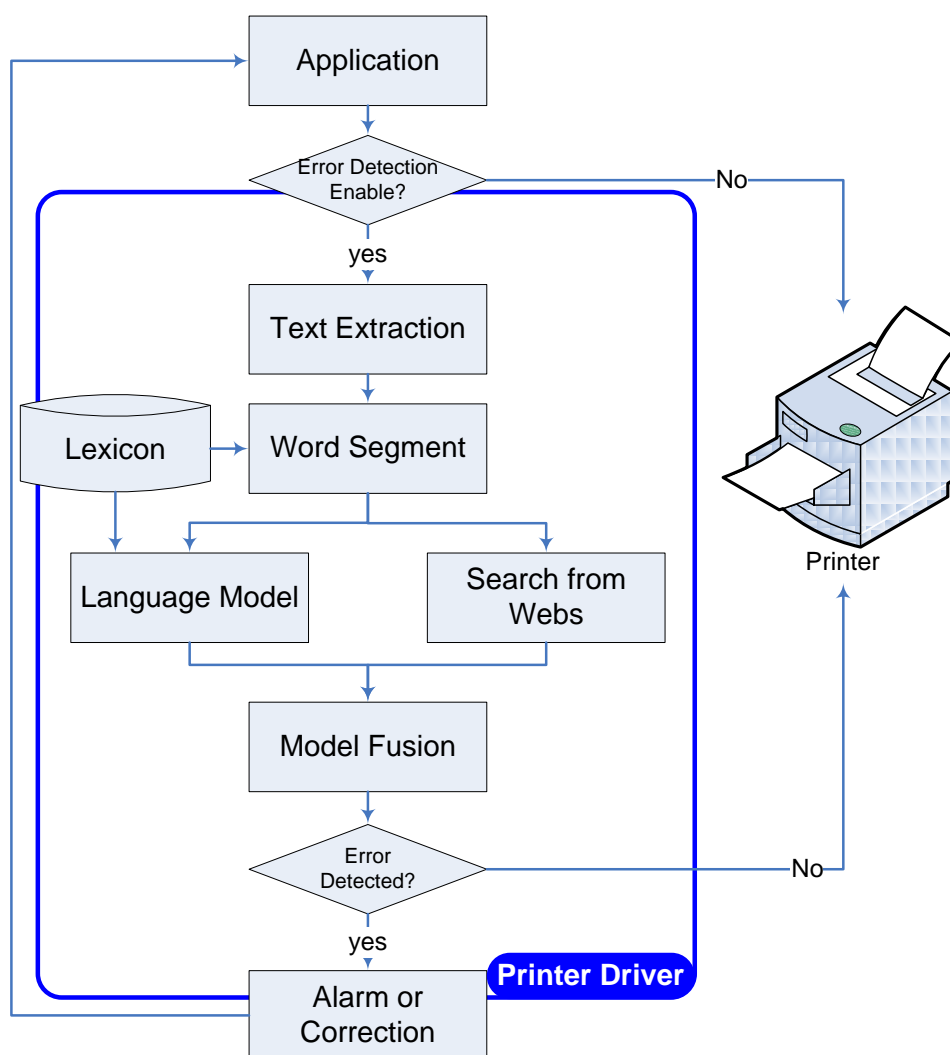 Application
Error Detection
Enable?
No
yes
Text Extraction
Lexicon
Word Segment
Printer
Language Model
Search from
Webs
Model Fusion
Error
Detected?
No
yes
Printer Driver
Alarm or
Correction